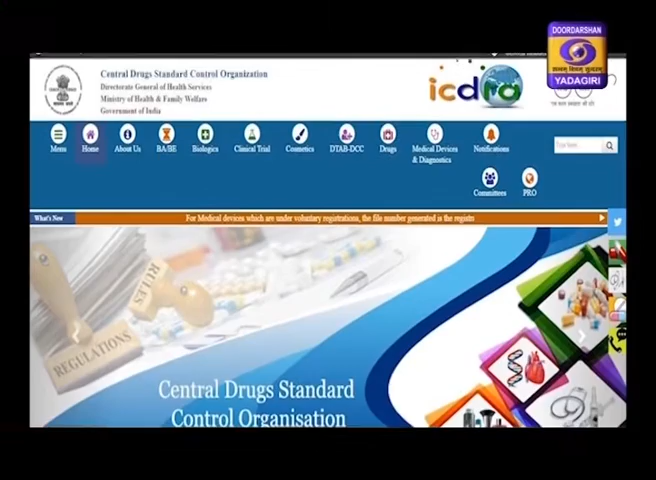 DOORDARSHAN
YADAGIRI
Central Drugs Standard Control Organization
Directorate General of Health Services
Ministry of Health & Family Welfare
Government of India
icdra
Menu
Home
About Us
BA/BE
Biologics
Clinical Trial
Cosmetics
DTAB-DCC
Drugs
Medical Devices
& Diagnostics
Notifications
Committees
PRO
What's New
For Medical devices which are under voluntary registrations, the file number generated is the registra
RULES
REGULATIONS
Central Drugs Standard
Control Organisation